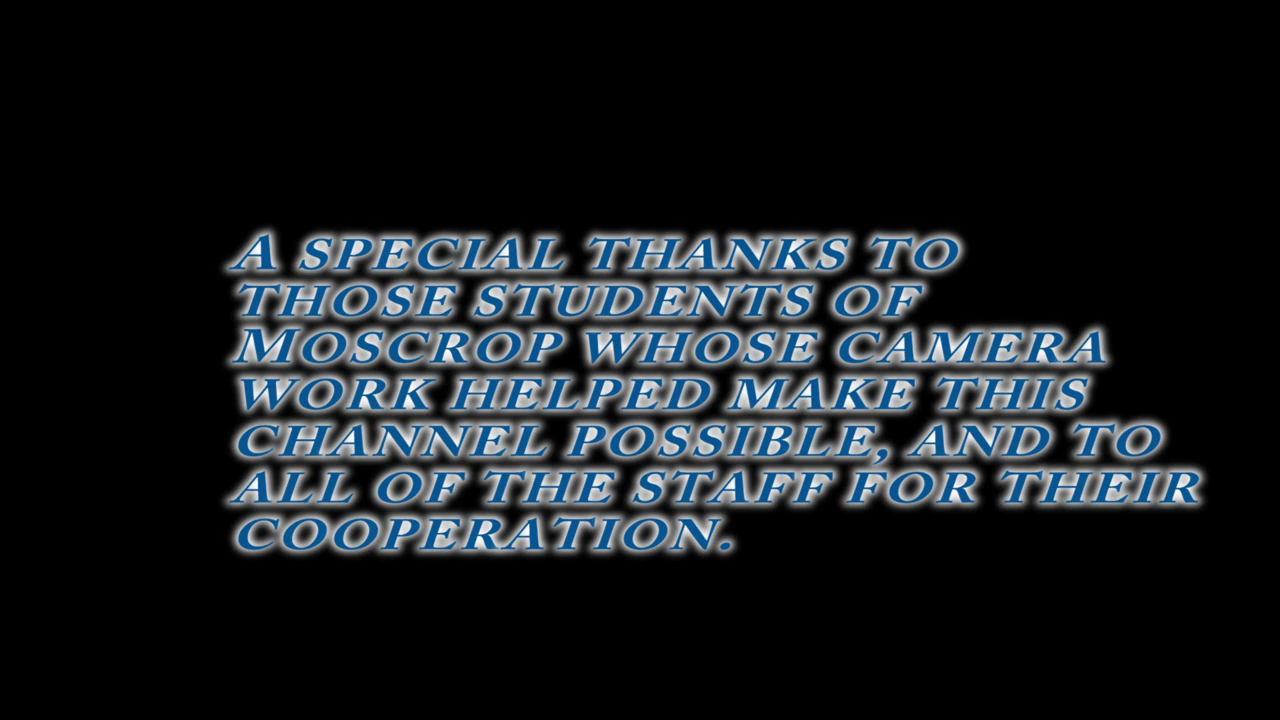 A SPECIAL THANKS TO
THOSE STUDENTS OF
MOSCROP WHOSE CAMERA
WORK HELPED MAKE THIS
CHANNEL POSSIBLE, AND TO
ALL OF THE STAFF FOR THEIR
COOPERATION.